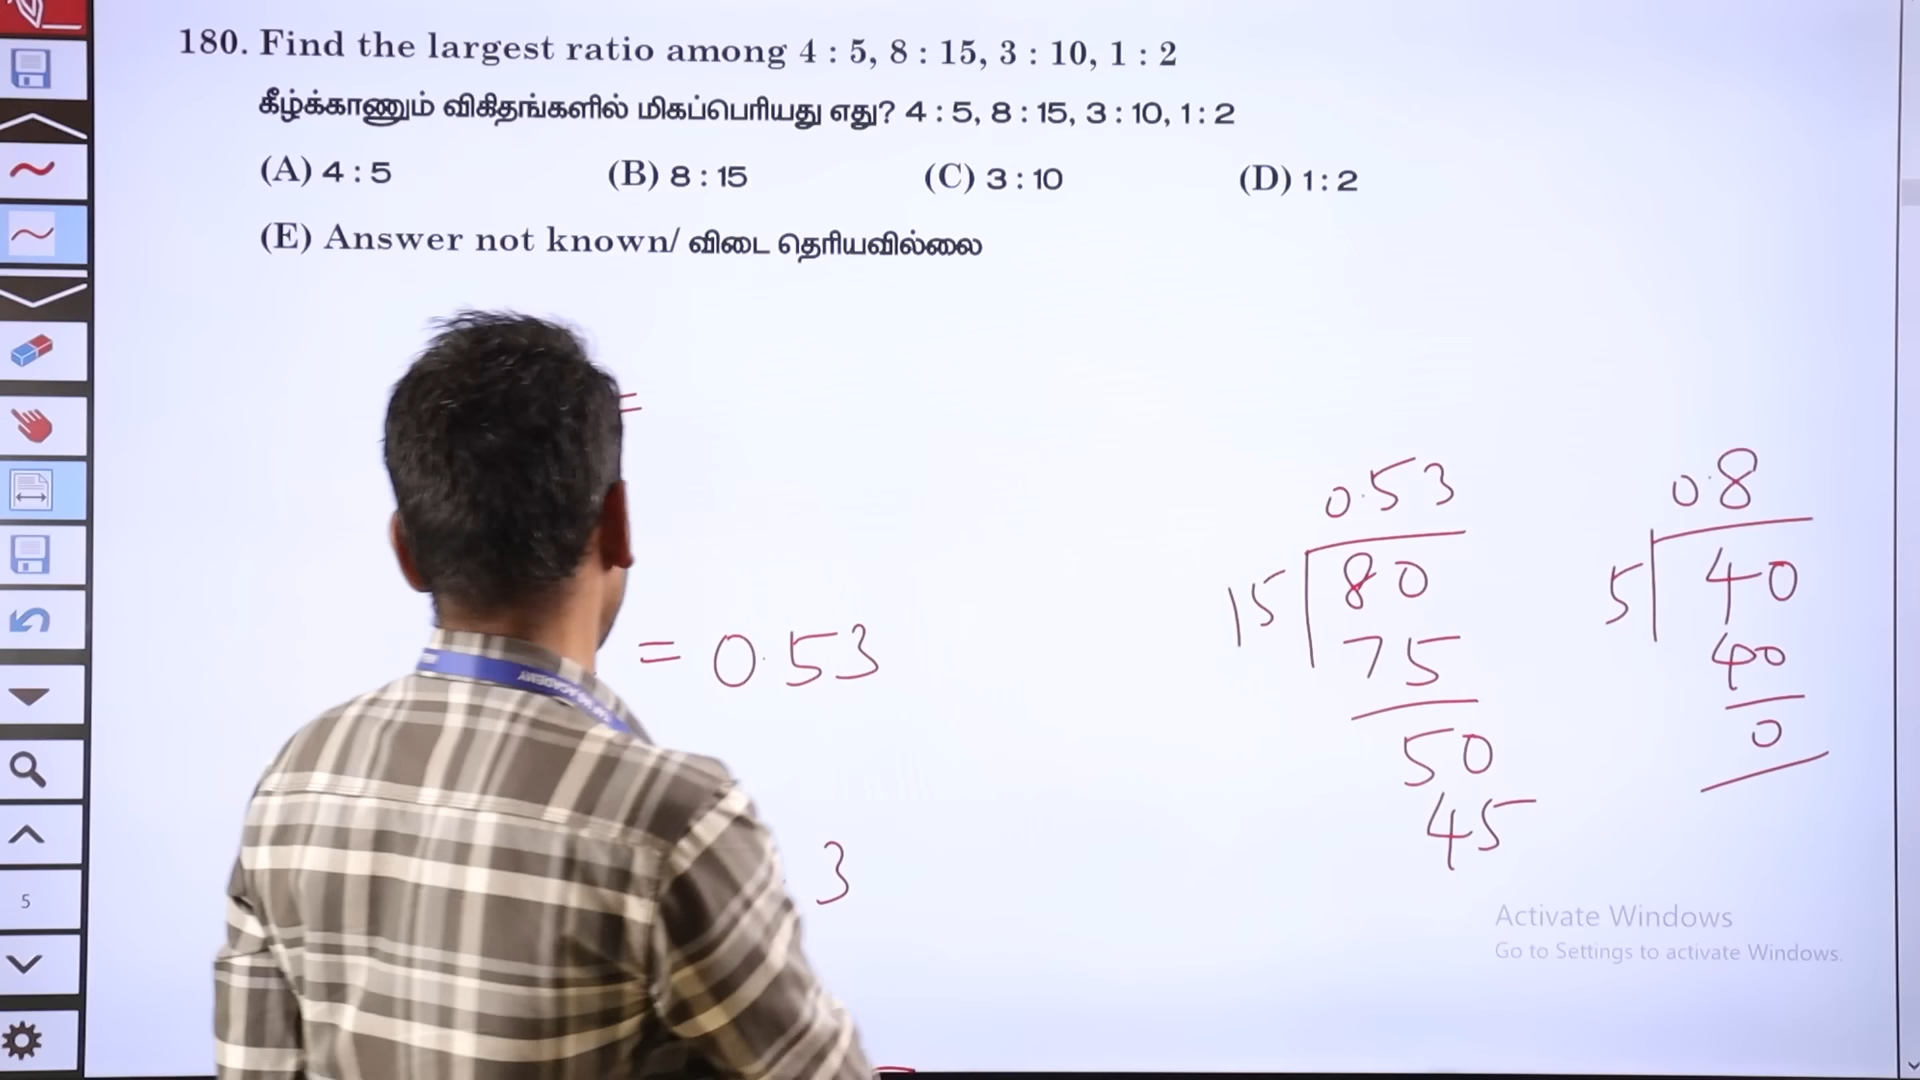 180. Find the largest ratio among 4 : 5, 8 : 15, 3 : 10, 1 : 2
கீழ்க்காணும் விகிதங்களில் மிகப்பெரியது எது? 4 : 5, 8 : 15, 3 : 10, 1 : 2
(A) 4 : 5 (B) 8 : 15 (C) 3 : 10 (D) 1 : 2
(E) Answer not known/ விடை தெரியவில்லை
=
= 0.53
3
0.53
15 80
75
50
45
0.8
5 40
40
0
ACADEMY
5
Activate Windows
Go to Settings to activate Windows.